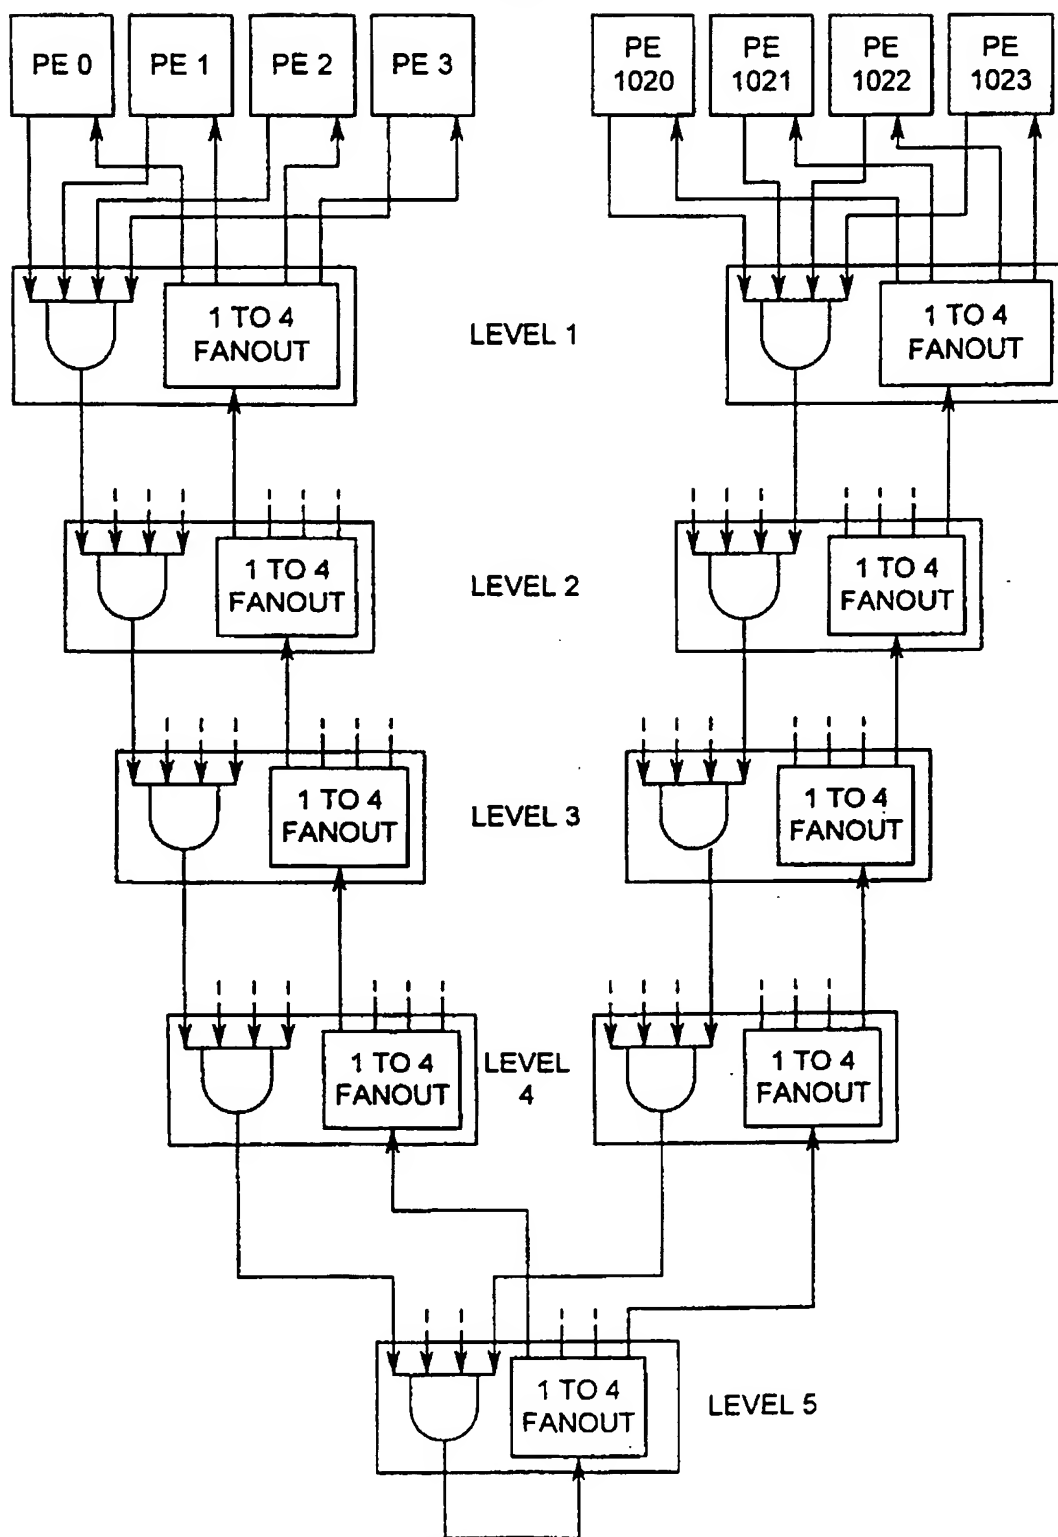 PE 0
PE 1
PE 2
PE 3
PE
1020
PE
1021
PE
1022
PE
1023
1 TO 4
FANOUT
LEVEL 1
1 TO 4
FANOUT
1 TO 4
FANOUT
LEVEL 2
1 TO 4
FANOUT
1 TO 4
FANOUT
LEVEL 3
1 TO 4
FANOUT
1 TO 4
FANOUT
LEVEL
4
1 TO 4
FANOUT
1 TO 4
FANOUT
LEVEL 5